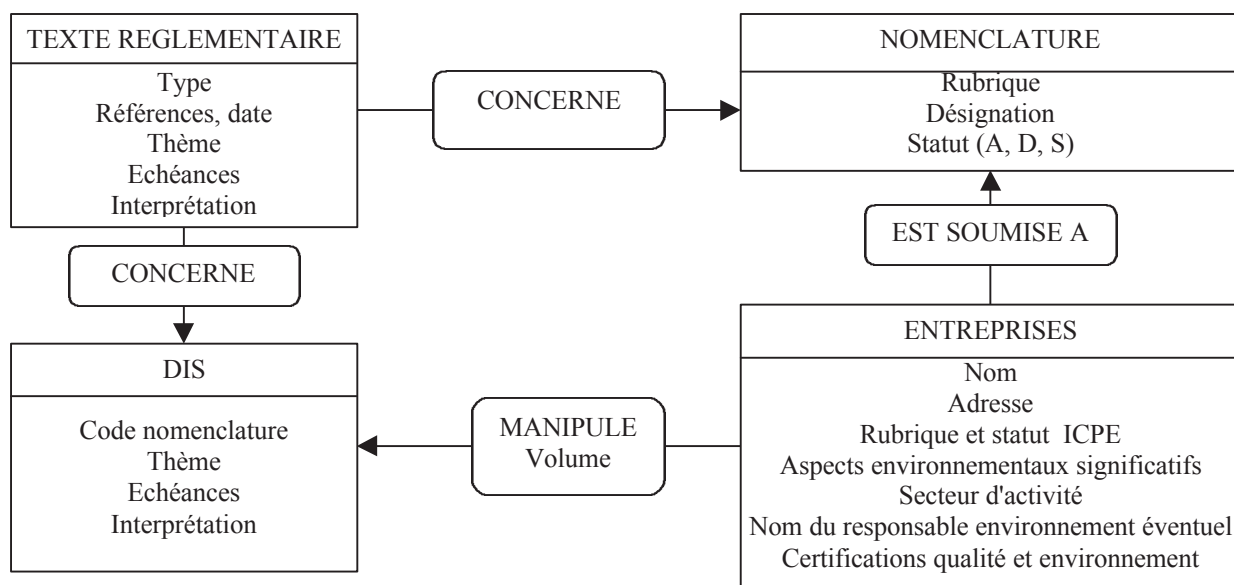 TEXTE REGLEMENTAIRE
Type
Références, date
Thème
Echéances
Interprétation
CONCERNE
NOMENCLATURE
Rubrique
Désignation
Statut (A, D, S)
CONCERNE
EST SOUMISE A
DIS
Code nomenclature
Thème
Echéances
Interprétation
MANIPULE
Volume
ENTREPRISES
Nom
Adresse
Rubrique et statut ICPE
Aspects environnementaux significatifs
Secteur d'activité
Nom du responsable environnement éventuel
Certifications qualité et environnement